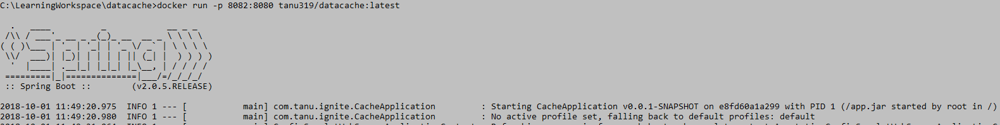 C:\LearningWorkspace\datacache>docker run -p 8082:8080 tanu319/datacache:latest
  .   ____          _            __ _ _
 /\\ / ___'_ __ _ _(_)_ __  __ _ \ \ \ \
( ( )\___ | '_ | '_| | '_ \/ _` | \ \ \ \
 \\/  ___)| |_)| | | | | || (_| |  ) ) ) )
  '  |____| .__|_| |_|_| |_\__, | / / / /
 =========|_|==============|___/=/_/_/_/
 :: Spring Boot ::        (v2.0.5.RELEASE)
2018-10-01 11:49:20.975  INFO 1 --- [           main] com.tanu.ignite.CacheApplication         : Starting CacheApplication v0.0.1-SNAPSHOT on e8fd60a1a299 with PID 1 (/app.jar started by root in /)
2018-10-01 11:49:20.980  INFO 1 --- [           main] com.tanu.ignite.CacheApplication         : No active profile set, falling back to default profiles: default